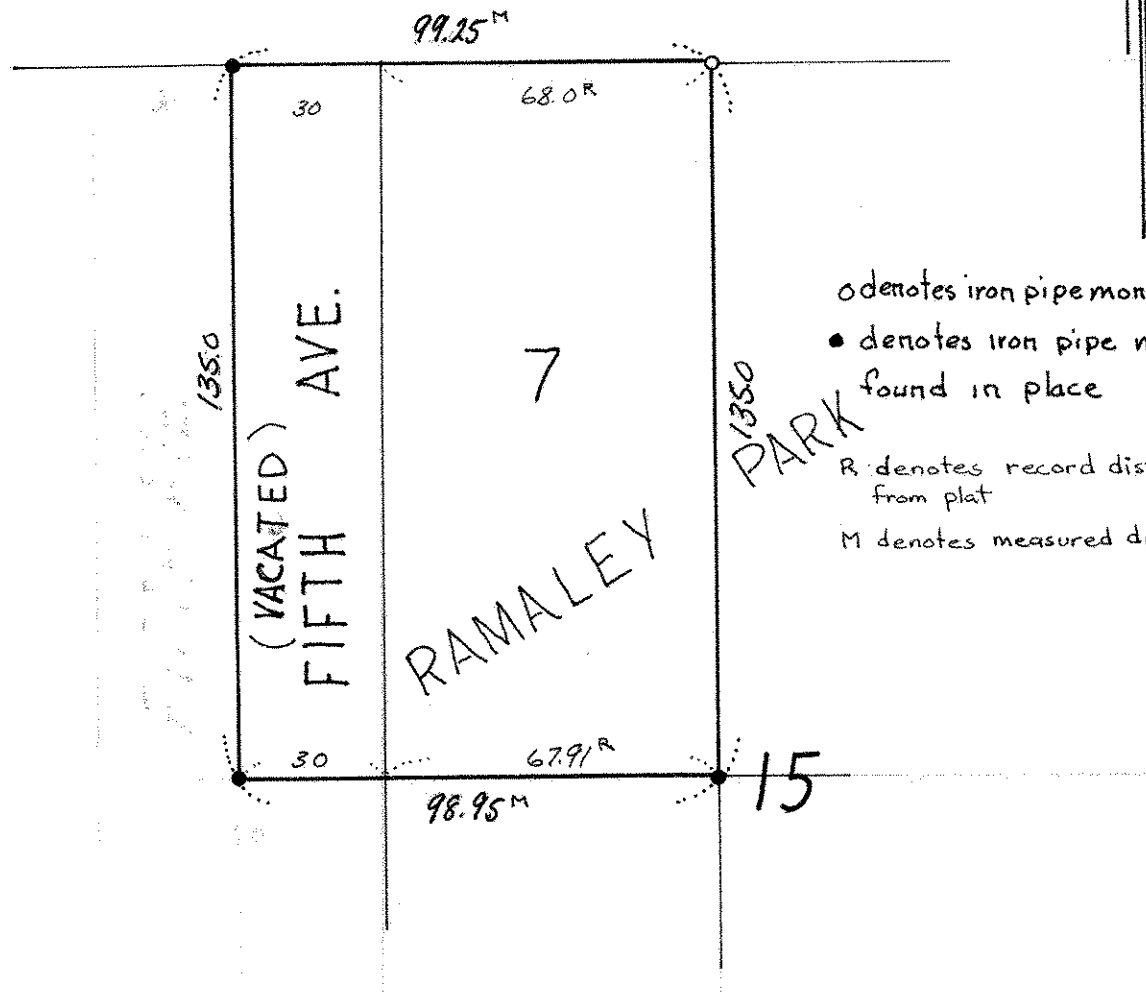 99.25ᴹ
30
68.0ᴿ
135.0
(VACATED)
FIFTH AVE.
7
135.0
RAMALEY PARK
o denotes iron pipe mon
● denotes iron pipe
found in place
R denotes record dis
from plat
M denotes measured d
30
67.91ᴿ
98.95ᴹ
15